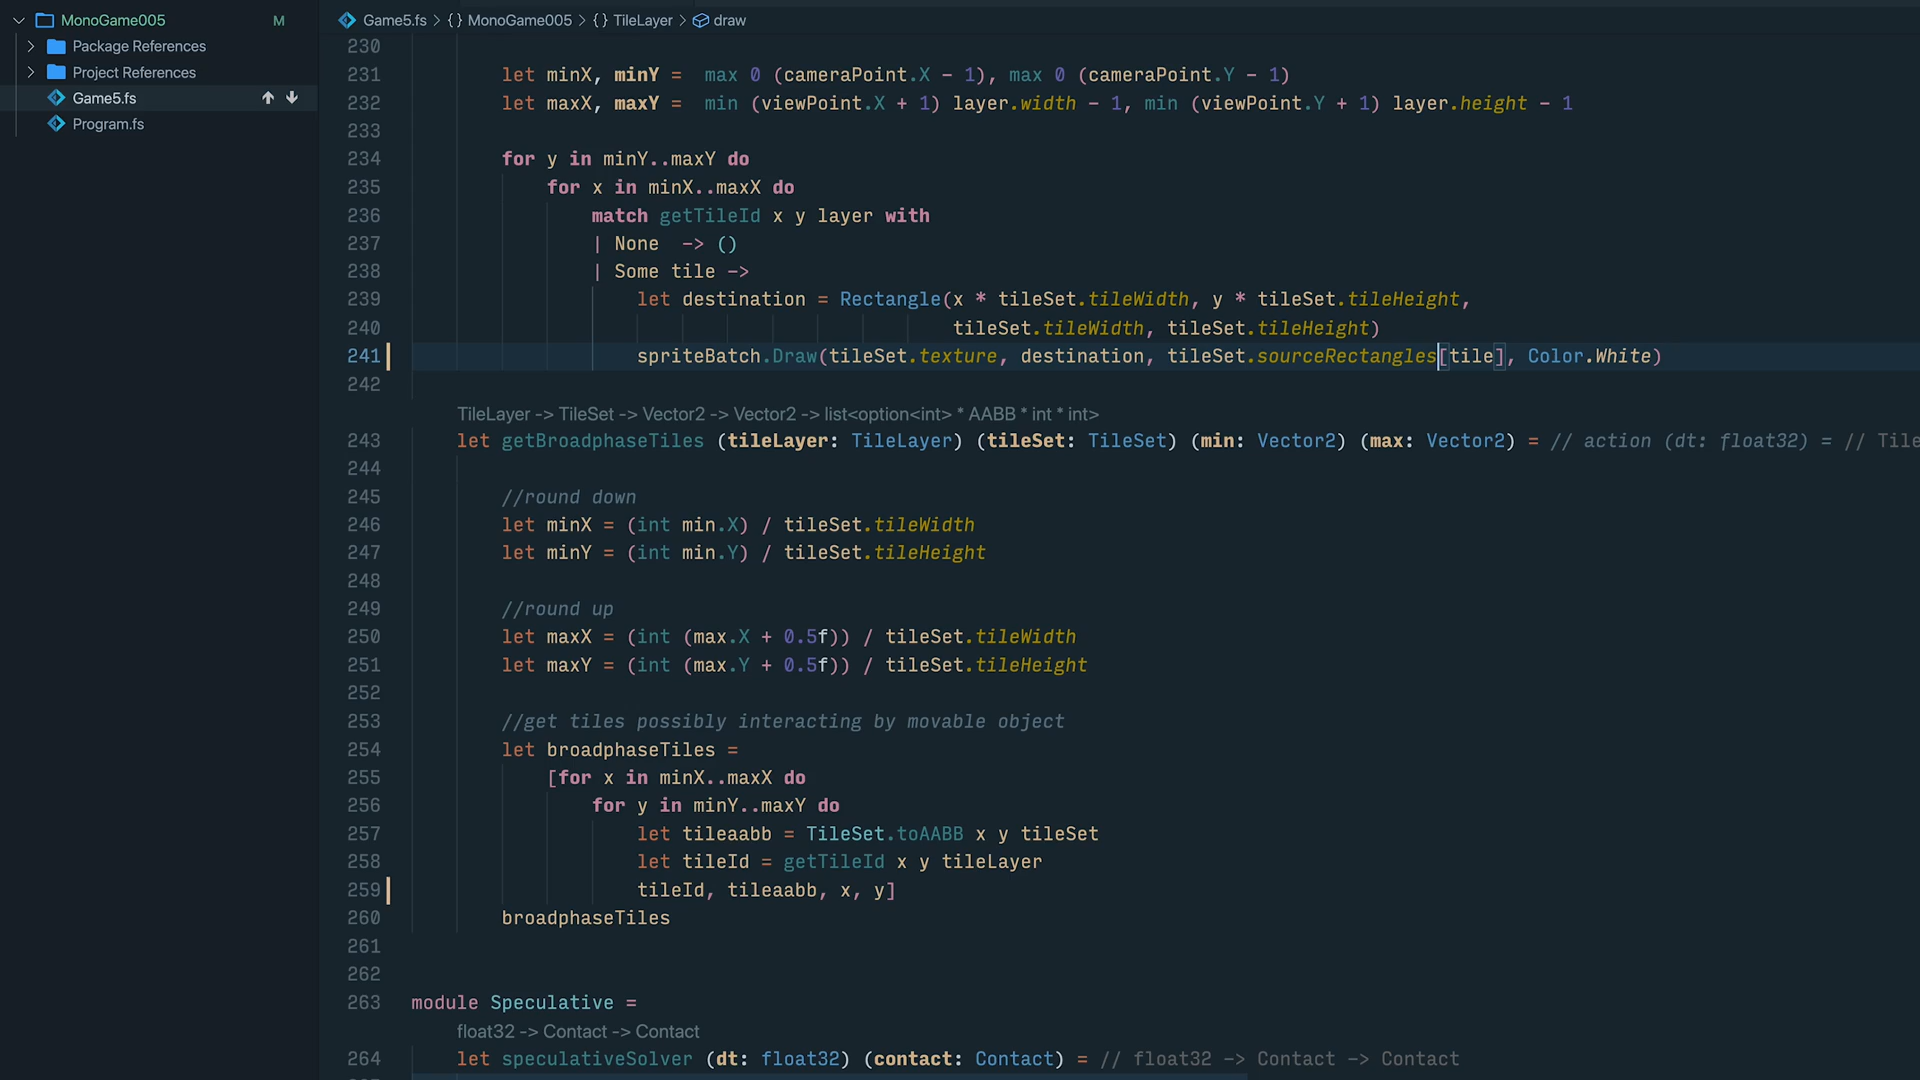 MonoGame005 M
Package References
Project References
Game5.fs
Program.fs
Game5.fs > {} MonoGame005 > {} TileLayer > draw
230
231 let minX, minY =  max 0 (cameraPoint.X - 1), max 0 (cameraPoint.Y - 1)
232 let maxX, maxY =  min (viewPoint.X + 1) layer.width - 1, min (viewPoint.Y + 1) layer.height - 1
233
234 for y in minY..maxY do
235 for x in minX..maxX do
236 match getTileId x y layer with
237 | None  -> ()
238 | Some tile ->
239 let destination = Rectangle(x * tileSet.tileWidth, y * tileSet.tileHeight,
240 tileSet.tileWidth, tileSet.tileHeight)
241 spriteBatch.Draw(tileSet.texture, destination, tileSet.sourceRectangles[tile], Color.White)
242
TileLayer -> TileSet -> Vector2 -> Vector2 -> list<option<int> * AABB * int * int>
243 let getBroadphaseTiles (tileLayer: TileLayer) (tileSet: TileSet) (min: Vector2) (max: Vector2) = // action (dt: float32) = // Tile
244
245 //round down
246 let minX = (int min.X) / tileSet.tileWidth
247 let minY = (int min.Y) / tileSet.tileHeight
248
249 //round up
250 let maxX = (int (max.X + 0.5f)) / tileSet.tileWidth
251 let maxY = (int (max.Y + 0.5f)) / tileSet.tileHeight
252
253 //get tiles possibly interacting by movable object
254 let broadphaseTiles =
255 [for x in minX..maxX do
256 for y in minY..maxY do
257 let tileaabb = TileSet.toAABB x y tileSet
258 let tileId = getTileId x y tileLayer
259 tileId, tileaabb, x, y]
260 broadphaseTiles
261
262
263 module Speculative =
float32 -> Contact -> Contact
264 let speculativeSolver (dt: float32) (contact: Contact) = // float32 -> Contact -> Contact